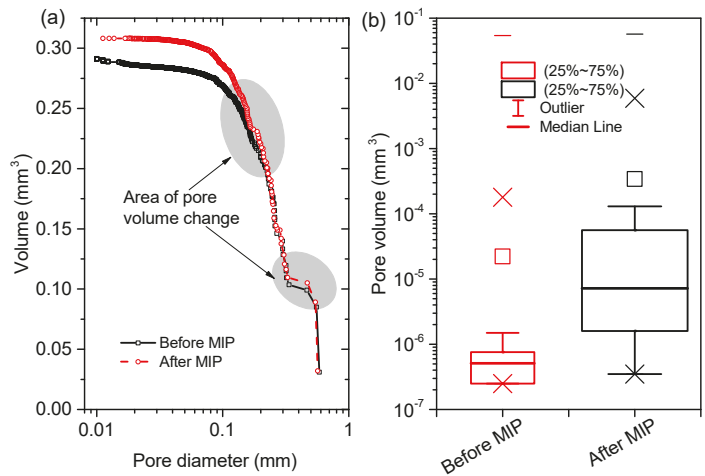 (a)
0.30
0.25
0.20
0.15
0.10
0.05
0.00
Volume (mm³)
Area of pore
volume change
Before MIP
After MIP
0.01
0.1
1
Pore diameter (mm)
(b)
10⁻¹
10⁻²
10⁻³
10⁻⁴
10⁻⁵
10⁻⁶
10⁻⁷
Pore volume (mm³)
(25%~75%)
(25%~75%)
Outlier
Median Line
Before MIP
After MIP